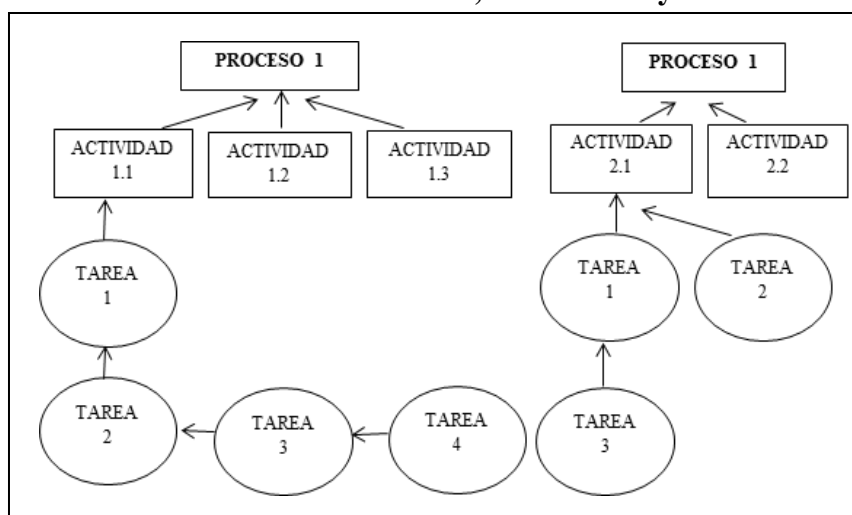 PROCESO 1
PROCESO 1
ACTIVIDAD
1.1
ACTIVIDAD
1.2
ACTIVIDAD
1.3
ACTIVIDAD
2.1
ACTIVIDAD
2.2
TAREA
1
TAREA
1
TAREA
2
TAREA
2
TAREA
3
TAREA
4
TAREA
3